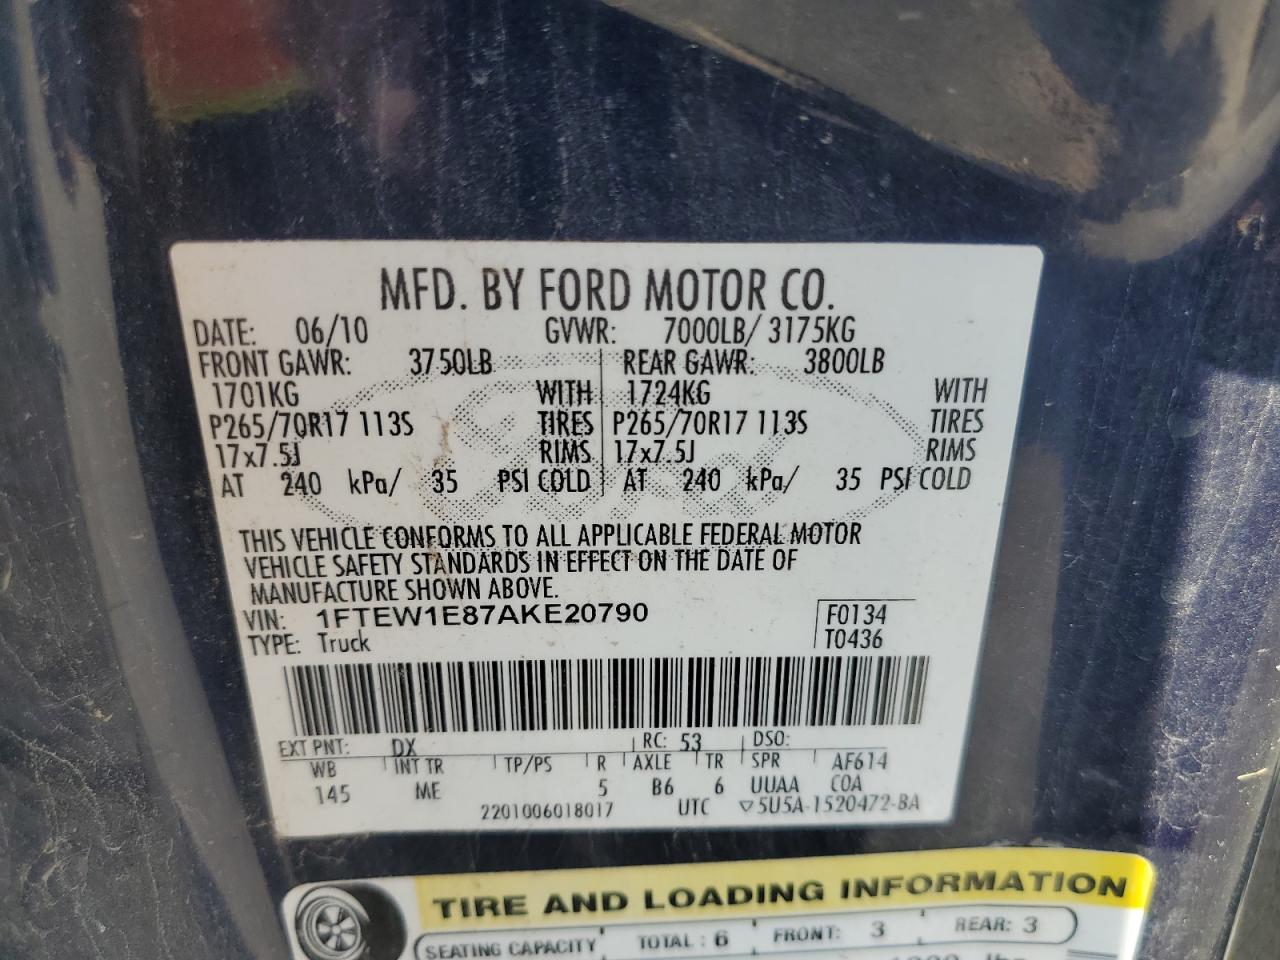 MFD. BY FORD MOTOR CO.
DATE: 06/10 GVWR: 7000LB/ 3175KG
FRONT GAWR: 3750LB REAR GAWR: 3800LB
1701KG WITH 1724KG WITH
P265/70R17 113S TIRES P265/70R17 113S TIRES
17x7.5J RIMS 17x7.5J RIMS
AT 240 kPa/ 35 PSI COLD AT 240 kPa/ 35 PSI COLD
THIS VEHICLE CONFORMS TO ALL APPLICABLE FEDERAL MOTOR
VEHICLE SAFETY STANDARDS IN EFFECT ON THE DATE OF
MANUFACTURE SHOWN ABOVE.
VIN: 1FTEW1E87AKE20790 F0134
TYPE: Truck T0436
EXT PNT: DX RC: 53 DSO:
WB INT TR TP/PS R AXLE TR SPR AF614
145 ME 5 B6 6 UUAA COA
2201006018017 UTC ▽5U5A-1520472-BA
TIRE AND LOADING INFORMATION
SEATING CAPACITY TOTAL : 6 FRONT: 3 REAR: 3